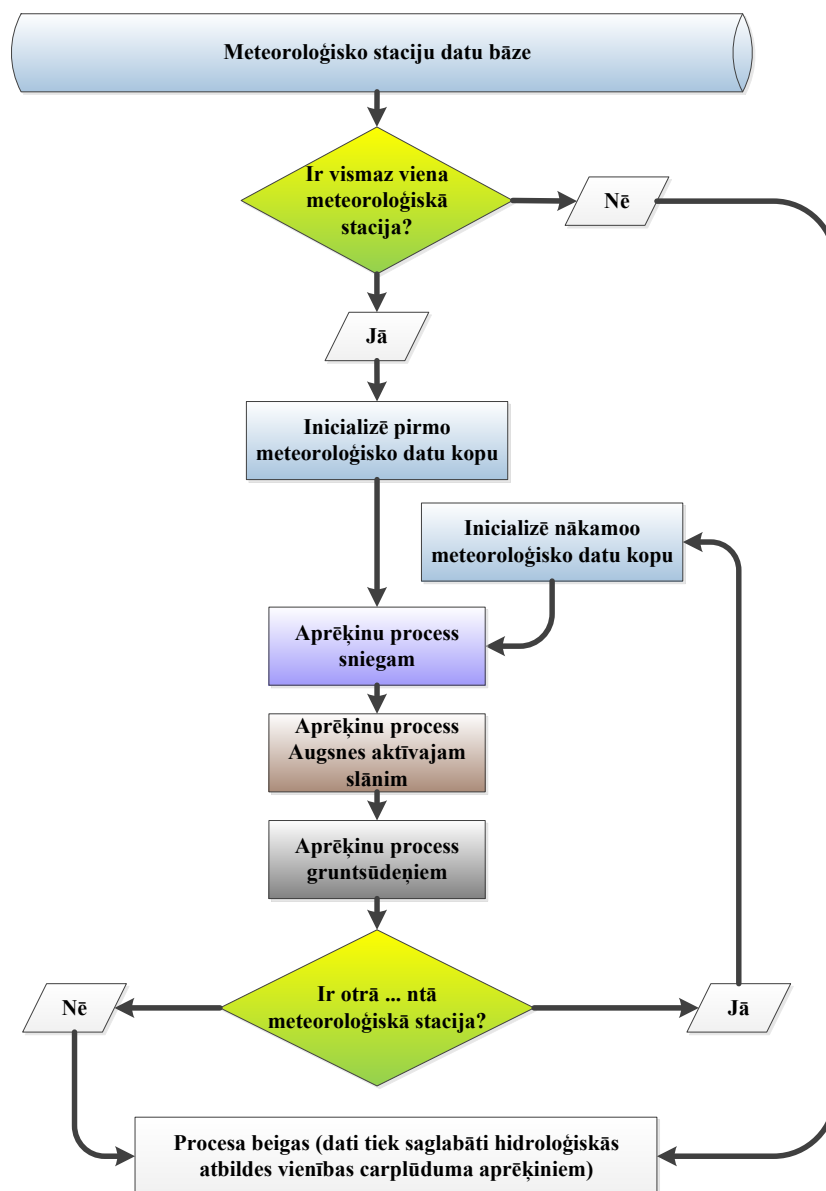 Meteoroloģisko staciju datu bāze
Ir vismaz viena
meteoroloģiskā
stacija?
Nē
Jā
Inicializē pirmo
meteoroloģisko datu kopu
Inicializē nākamoo
meteoroloģisko datu kopu
Aprēķinu process
sniegam
Aprēķinu process
Augsnes aktīvajam
slānim
Aprēķinu process
gruntsūdeņiem
Ir otrā ... ntā
meteoroloģiskā stacija?
Nē
Jā
Procesa beigas (dati tiek saglabāti hidroloģiskās
atbildes vienības carplūduma aprēķiniem)